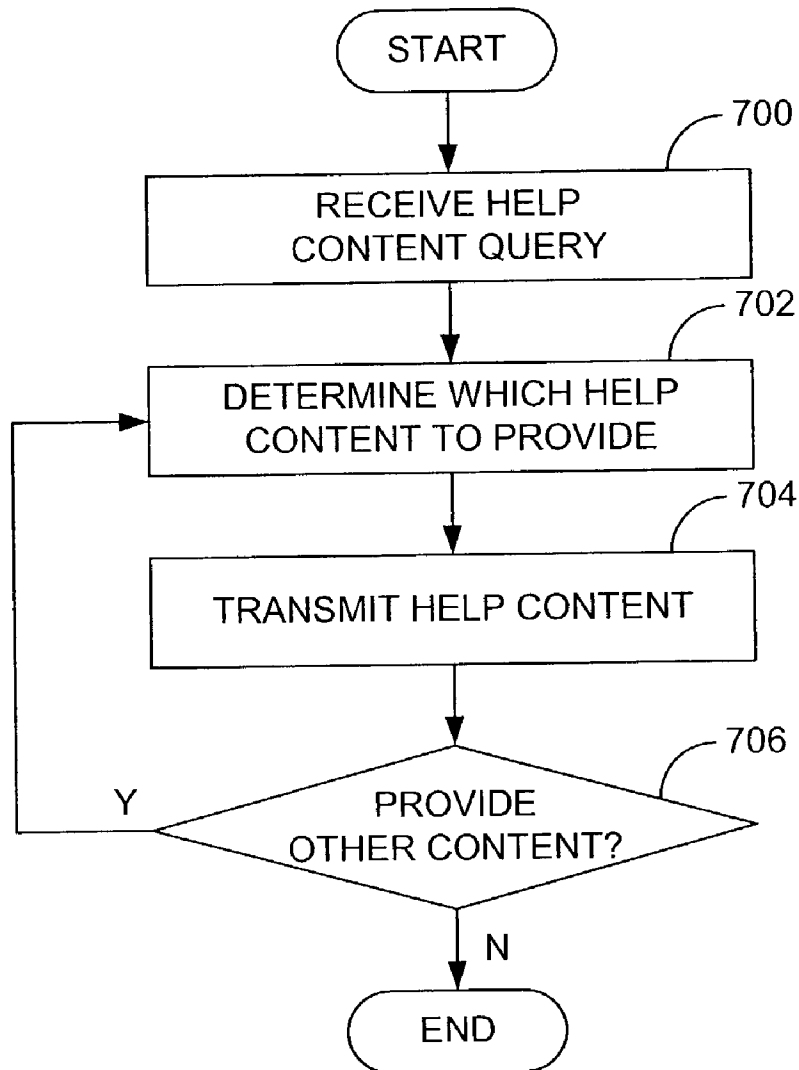 START
700
RECEIVE HELP
CONTENT QUERY
702
DETERMINE WHICH HELP
CONTENT TO PROVIDE
704
TRANSMIT HELP CONTENT
706
Y
PROVIDE
OTHER CONTENT?
N
END